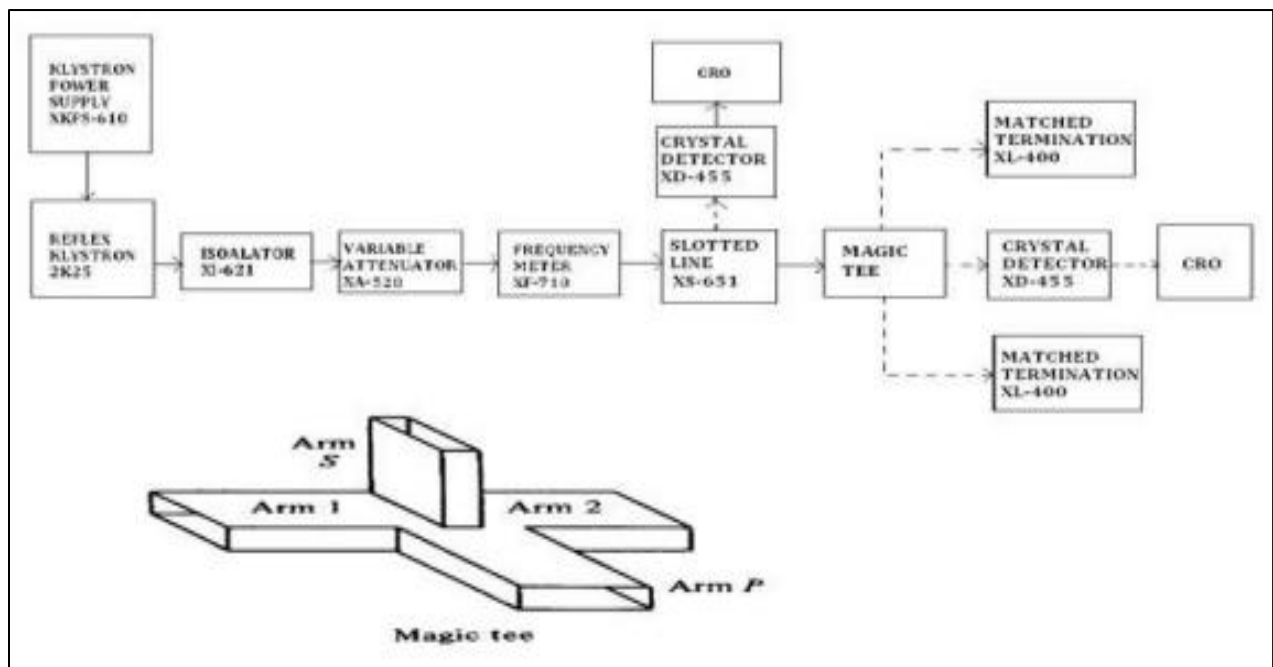 KLYSTRON
POWER
SUPPLY
XKPS-610
REFLEX
KLYSTRON
2K25
ISOALATOR
XI-621
VARIABLE
ATTENUATOR
XA-520
FREQUENCY
METER
XF-710
SLOTTED
LINE
XS-651
CRYSTAL
DETECTOR
XD-455
CRO
MAGIC
TEE
MATCHED
TERMINATION
XL-400
CRYSTAL
DETECTOR
XD-455
CRO
MATCHED
TERMINATION
XL-400
Arm
S
Arm 1
Arm 2
Arm P
Magic tee